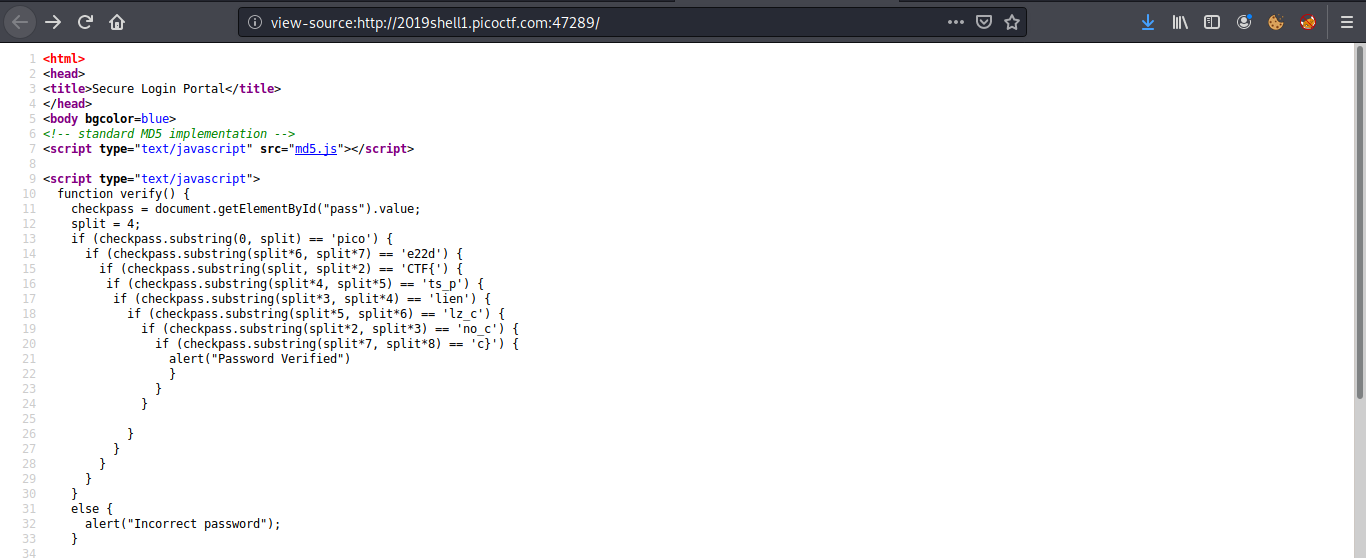 view-source:http://2019shell1.picoctf.com:47289/
1 <html>
2 <head>
3 <title>Secure Login Portal</title>
4 </head>
5 <body bgcolor=blue>
6 <!-- standard MD5 implementation -->
7 <script type="text/javascript" src="md5.js"></script>
8
9 <script type="text/javascript">
10   function verify() {
11     checkpass = document.getElementById("pass").value;
12     split = 4;
13     if (checkpass.substring(0, split) == 'pico') {
14       if (checkpass.substring(split*6, split*7) == 'e22d') {
15         if (checkpass.substring(split, split*2) == 'CTF{') {
16          if (checkpass.substring(split*4, split*5) == 'ts_p') {
17           if (checkpass.substring(split*3, split*4) == 'lien') {
18             if (checkpass.substring(split*5, split*6) == 'lz_c') {
19               if (checkpass.substring(split*2, split*3) == 'no_c') {
20                 if (checkpass.substring(split*7, split*8) == 'c}') {
21                   alert("Password Verified")
22                   }
23                 }
24               }
25
26             }
27           }
28         }
29       }
30     }
31     else {
32       alert("Incorrect password");
33     }
34